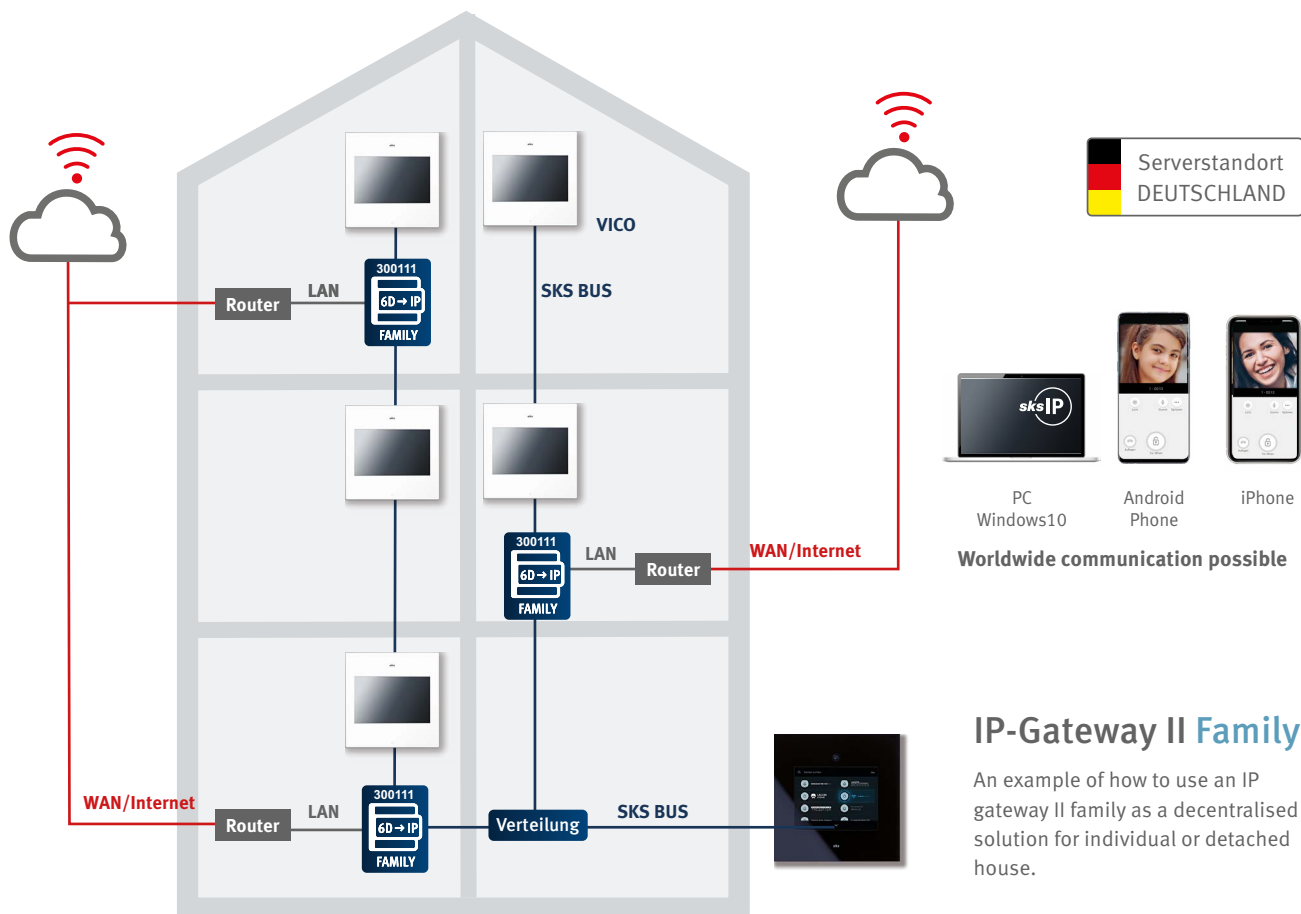 Serverstandort
DEUTSCHLAND
VICO
300111
6D→IP
FAMILY
Router
LAN
SKS BUS
sksIP
PC
Windows10
Android
Phone
iPhone
Worldwide communication possible
300111
6D→IP
FAMILY
LAN
Router
WAN/Internet
IP-Gateway II Family
An example of how to use an IP
gateway II family as a decentralised
solution for individual or detached
house.
WAN/Internet
Router
LAN
300111
6D→IP
FAMILY
Verteilung
SKS BUS